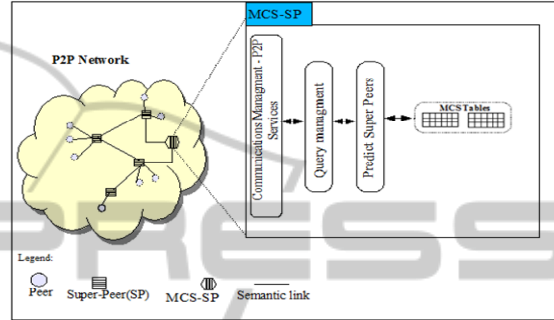 MCS-SP
P2P Network
Communications Managment - P2P
Services
Query managment
Predict Super Peers
MCS Tables
PRESS
Legend:
Peer
Super-Peer(SP)
MCS-SP
Semantic link